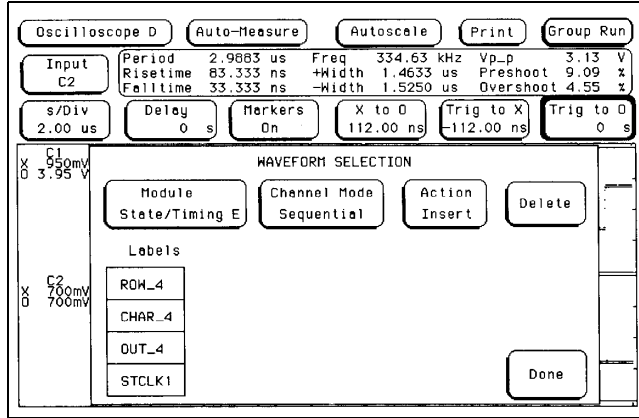 Oscilloscope D Auto-Measure Autoscale Print Group Run
Input C2
Period 2.9883 us Freq 334.63 kHz Vp_p 3.13 V
Risetime 83.333 ns +Width 1.4633 us Preshoot 9.09 %
Falltime 33.333 ns -Width 1.5250 us Overshoot 4.55 %
s/Div Delay Markers X to O Trig to X Trig to O
2.00 us 0 s On 112.00 ns -112.00 ns 0 s
C1
X 950mV
O 3.95 V
WAVEFORM SELECTION
Module Channel Mode Action Delete
State/Timing E Sequential Insert
Labels
C2
X 700mV
O 700mV
ROW_4
CHAR_4
OUT_4
STCLK1
Done